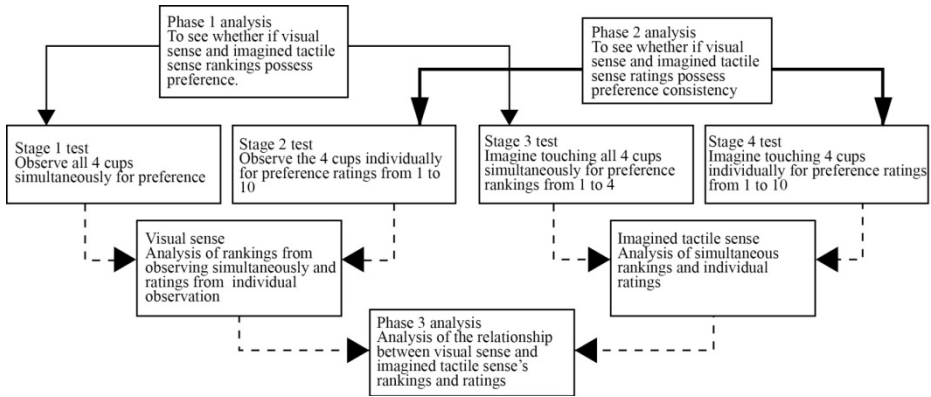 Phase 1 analysis
To see whether if visual
sense and imagined tactile
sense rankings possess
preference.
Phase 2 analysis
To see whether if visual
sense and imagined tactile
sense ratings possess
preference consistency
Stage 1 test
Observe all 4 cups
simultaneously for preference
Stage 2 test
Observe the 4 cups individually
for preference ratings from 1 to
10
Stage 3 test
Imagine touching all 4 cups
simultaneously for preference
rankings from 1 to 4
Stage 4 test
Imagine touching 4 cups
individually for preference ratings
from 1 to 10
Visual sense
Analysis of rankings from
observing simultaneously and
ratings from individual
observation
Imagined tactile sense
Analysis of simultaneous
rankings and individual
ratings
Phase 3 analysis
Analysis of the relationship
between visual sense and
imagined tactile sense's
rankings and ratings